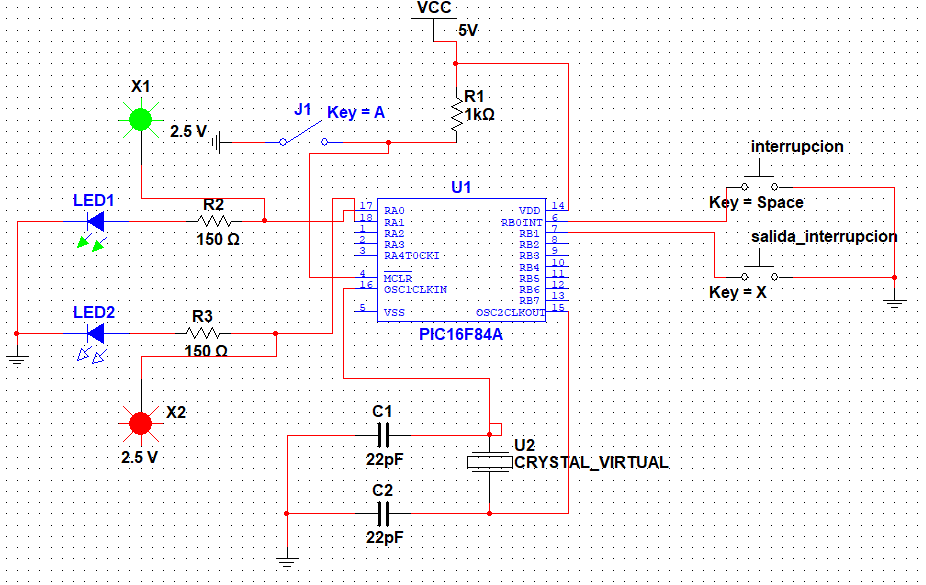 VCC
5V
X1
2.5 V
J1
Key = A
R1
1kΩ
interrupcion
Key = Space
U1
LED1
R2
150 Ω
17
18
1
2
3
4
16
5
RA0
RA1
RA2
RA3
RA4T0CKI
MCLR
OSC1CLKIN
VSS
VDD
RB0INT
RB1
RB2
RB3
RB4
RB5
RB6
RB7
OSC2CLKOUT
14
6
7
8
9
10
11
12
13
15
salida_interrupcion
Key = X
LED2
R3
150 Ω
PIC16F84A
X2
2.5 V
C1
22pF
U2
CRYSTAL_VIRTUAL
C2
22pF